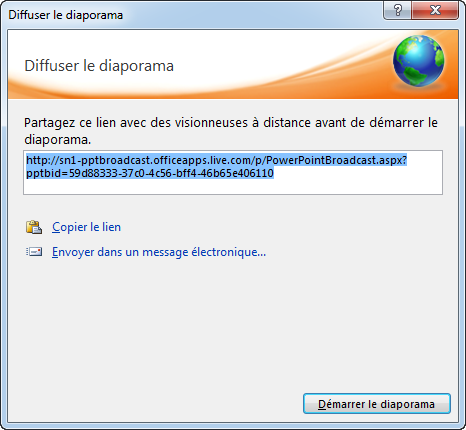 Diffuser le diaporama
Diffuser le diaporama
Partagez ce lien avec des visionneuses à distance avant de démarrer le
diaporama.
http://sn1-pptbroadcast.officeapps.live.com/p/PowerPointBroadcast.aspx?
pptbid=59d88333-37c0-4c56-bff4-46b65e406110
Copier le lien
Envoyer dans un message électronique...
Démarrer le diaporama